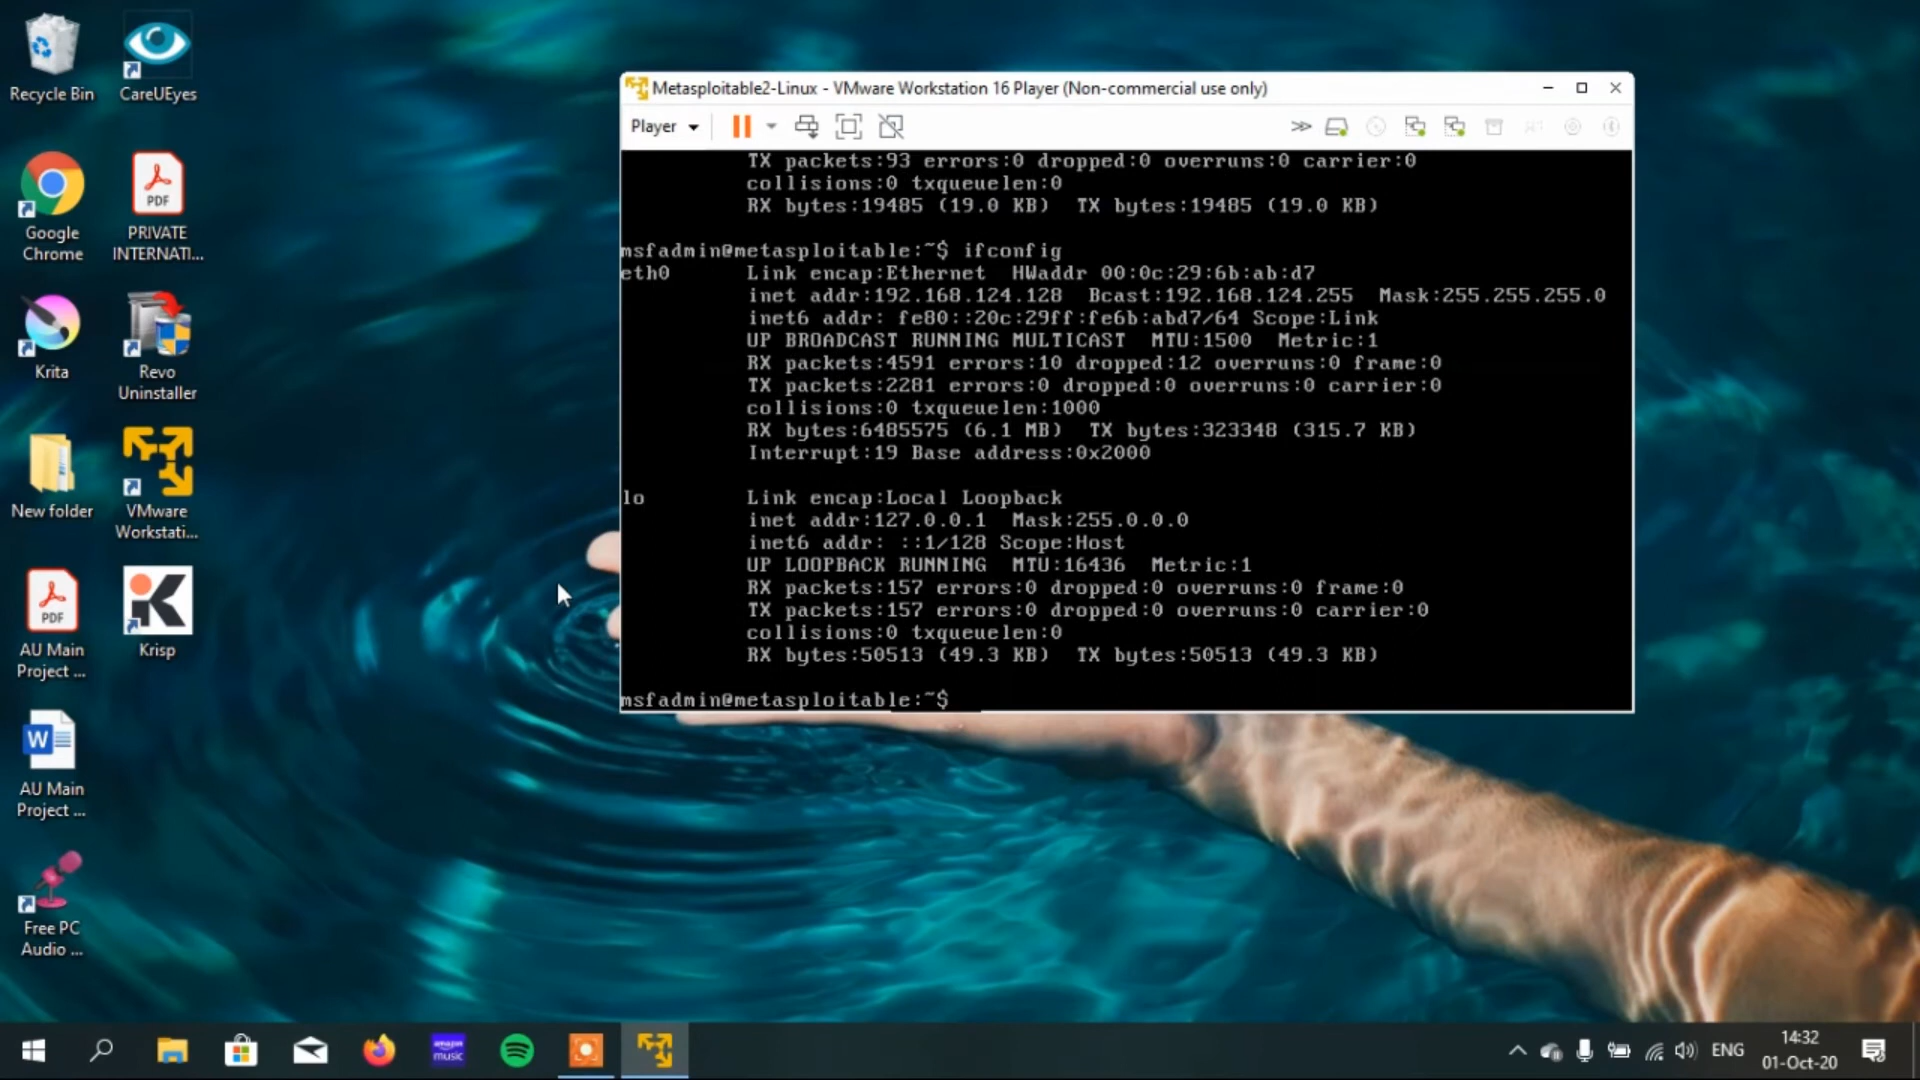 Recycle Bin
CareUEyes
Google
Chrome
PDF
PRIVATE
INTERNATI...
Krita
Revo
Uninstaller
New folder
VMware
Workstati...
PDF
AU Main
Project ...
Krisp
W
AU Main
Project ...
Free PC
Audio ...
Metasploitable2-Linux - VMware Workstation 16 Player (Non-commercial use only)
Player
TX packets:93 errors:0 dropped:0 overruns:0 carrier:0
collisions:0 txqueuelen:0
RX bytes:19485 (19.0 KB)  TX bytes:19485 (19.0 KB)
msfadmin@metasploitable:~$ ifconfig
eth0 Link encap:Ethernet  HWaddr 00:0c:29:6b:ab:d7
inet addr:192.168.124.128  Bcast:192.168.124.255  Mask:255.255.255.0
inet6 addr: fe80::20c:29ff:fe6b:abd7/64 Scope:Link
UP BROADCAST RUNNING MULTICAST  MTU:1500  Metric:1
RX packets:4591 errors:10 dropped:12 overruns:0 frame:0
TX packets:2281 errors:0 dropped:0 overruns:0 carrier:0
collisions:0 txqueuelen:1000
RX bytes:6485575 (6.1 MB)  TX bytes:323348 (315.7 KB)
Interrupt:19 Base address:0x2000
lo Link encap:Local Loopback
inet addr:127.0.0.1  Mask:255.0.0.0
inet6 addr: ::1/128 Scope:Host
UP LOOPBACK RUNNING  MTU:16436  Metric:1
RX packets:157 errors:0 dropped:0 overruns:0 frame:0
TX packets:157 errors:0 dropped:0 overruns:0 carrier:0
collisions:0 txqueuelen:0
RX bytes:50513 (49.3 KB)  TX bytes:50513 (49.3 KB)
msfadmin@metasploitable:~$
amazon
music
ENG
14:32
01-Oct-20